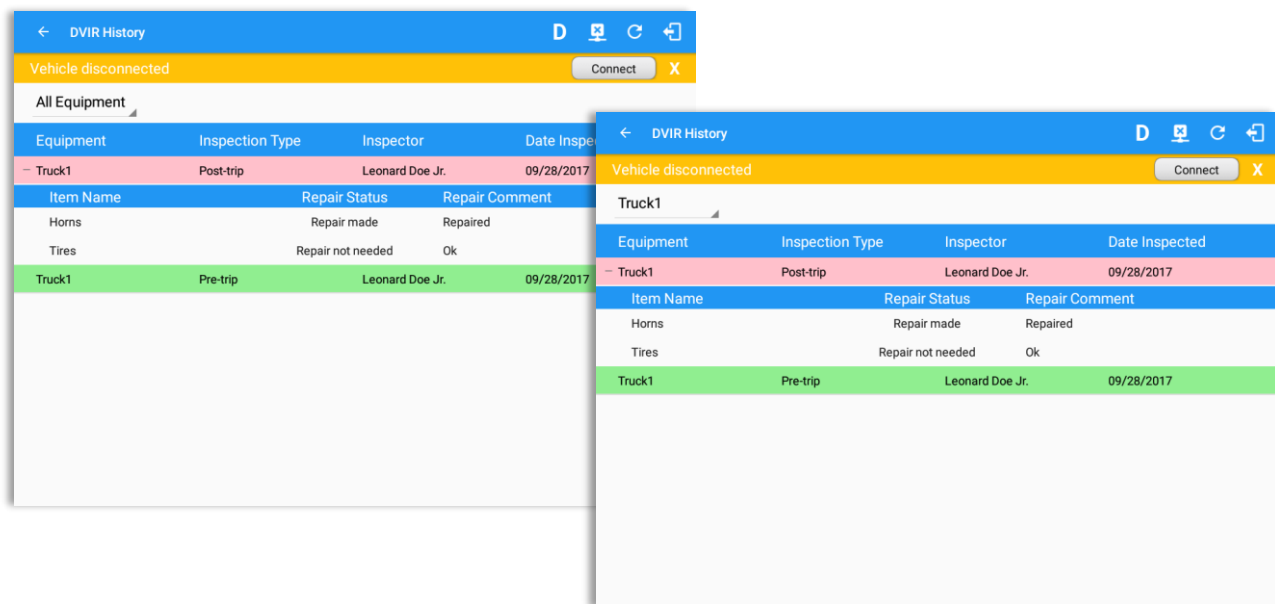 DVIR History D
Vehicle disconnected Connect X
All Equipment
Equipment Inspection Type Inspector Date Inspe
– Truck1 Post-trip Leonard Doe Jr. 09/28/2017
Item Name Repair Status Repair Comment
Horns Repair made Repaired
Tires Repair not needed Ok
Truck1 Pre-trip Leonard Doe Jr. 09/28/2017
DVIR History D
Vehicle disconnected Connect X
Truck1
Equipment Inspection Type Inspector Date Inspected
– Truck1 Post-trip Leonard Doe Jr. 09/28/2017
Item Name Repair Status Repair Comment
Horns Repair made Repaired
Tires Repair not needed Ok
Truck1 Pre-trip Leonard Doe Jr. 09/28/2017